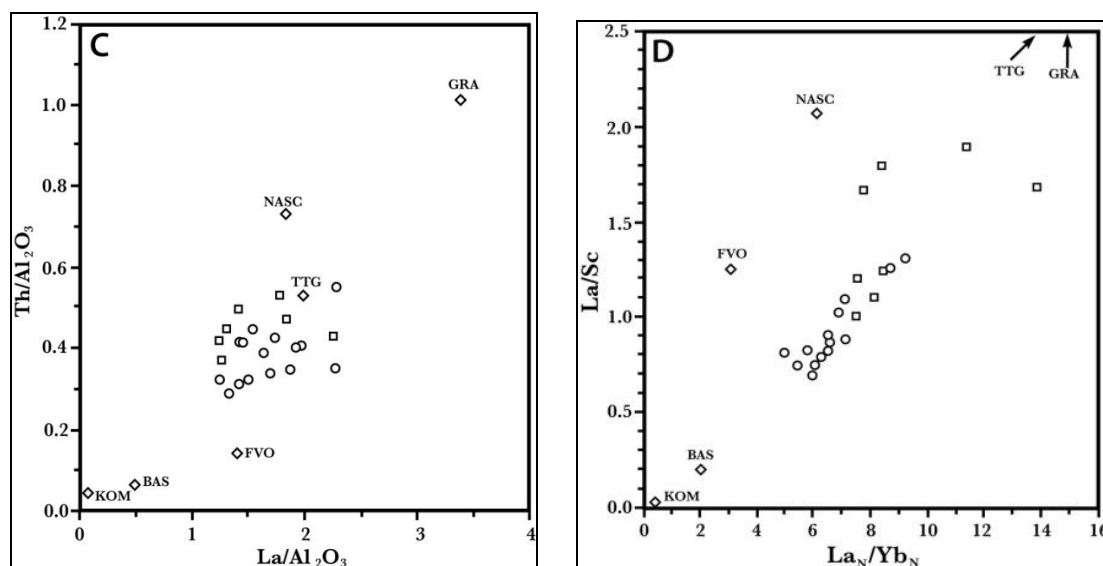 C
1.2
1.0
0.8
0.6
0.4
0.2
0.0
Th/Al₂O₃
GRA
NASC
TTG
FVO
BAS
KOM
0 1 2 3 4
La/Al₂O₃
D
2.5
2.0
1.5
1.0
0.5
0.0
La/Sc
TTG
GRA
NASC
FVO
BAS
KOM
0 2 4 6 8 10 12 14 16
Laₙ/Ybₙ